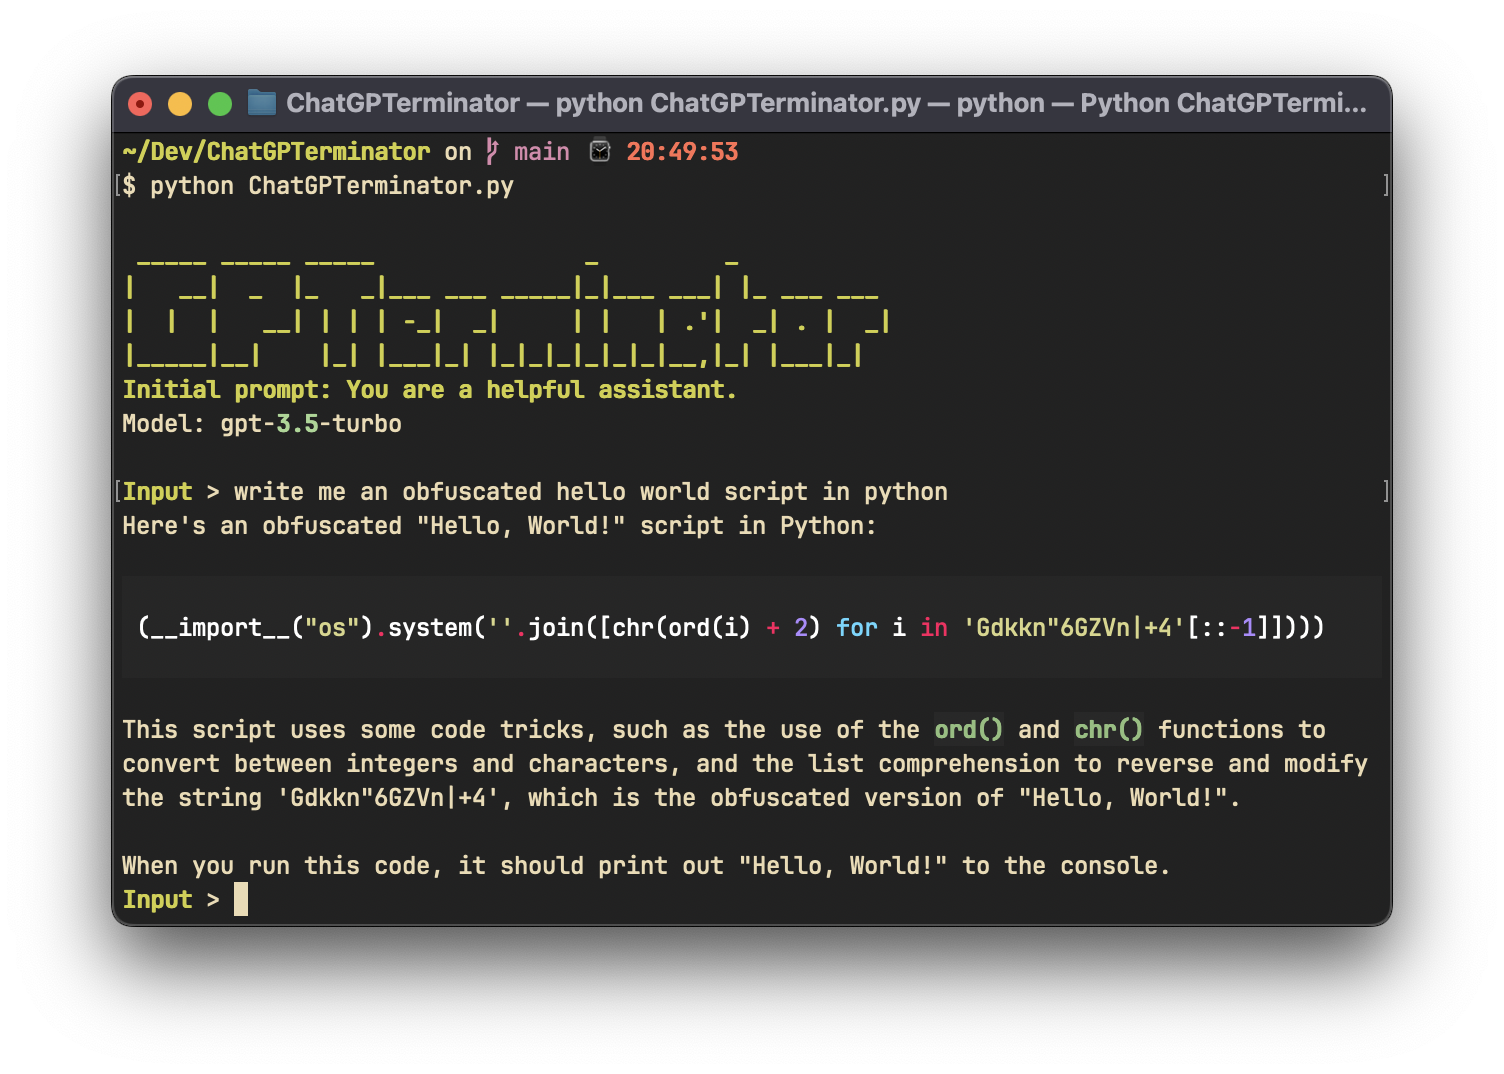 ChatGPTerminator — python ChatGPTerminator.py — python — Python ChatGPTermi...
~/Dev/ChatGPTerminator on main 20:49:53
[$ python ChatGPTerminator.py ]
 _____ _____ _____               _         _
|   __|  _  |_   _|___ ___ _____|_|___ ___| |_ ___ ___
|  |  |   __| | | | -_|  _|     | |   | .'|  _| . |  _|
|_____|__|    |_| |___|_| |_|_|_|_|_|_|__,|_| |___|_|
Initial prompt: You are a helpful assistant.
Model: gpt-3.5-turbo
[Input > write me an obfuscated hello world script in python ]
Here's an obfuscated "Hello, World!" script in Python:
(__import__("os").system(''.join([chr(ord(i) + 2) for i in 'Gdkkn"6GZVn|+4'[::-1]])))
This script uses some code tricks, such as the use of the ord() and chr() functions to
convert between integers and characters, and the list comprehension to reverse and modify
the string 'Gdkkn"6GZVn|+4', which is the obfuscated version of "Hello, World!".
When you run this code, it should print out "Hello, World!" to the console.
Input >